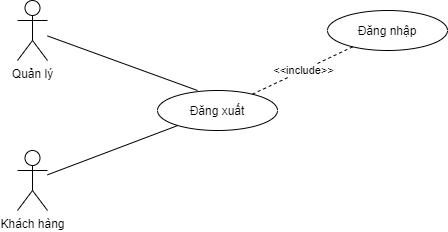 Đăng nhập
Quản lý
<<include>>
Đăng xuất
Khách hàng